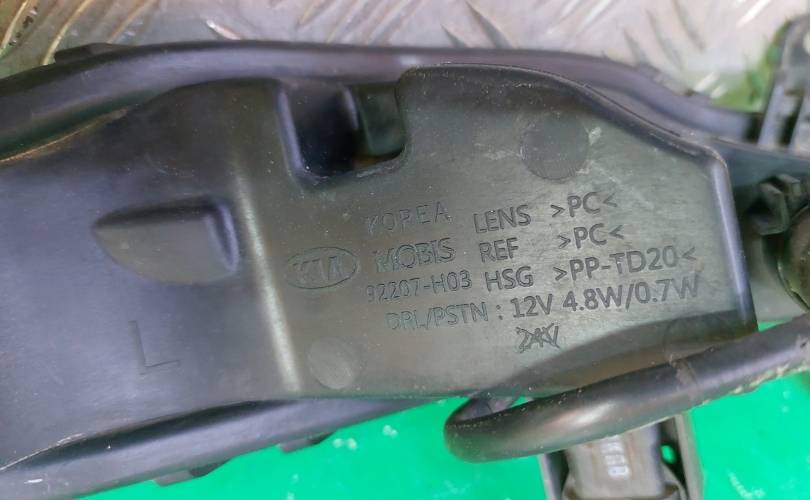 KOREA LENS >PC<
KIA MOBIS REF >PC<
92207-H03 HSG >PP-TD20<
DRL/PSTN : 12V 4.8W/0.7W
L